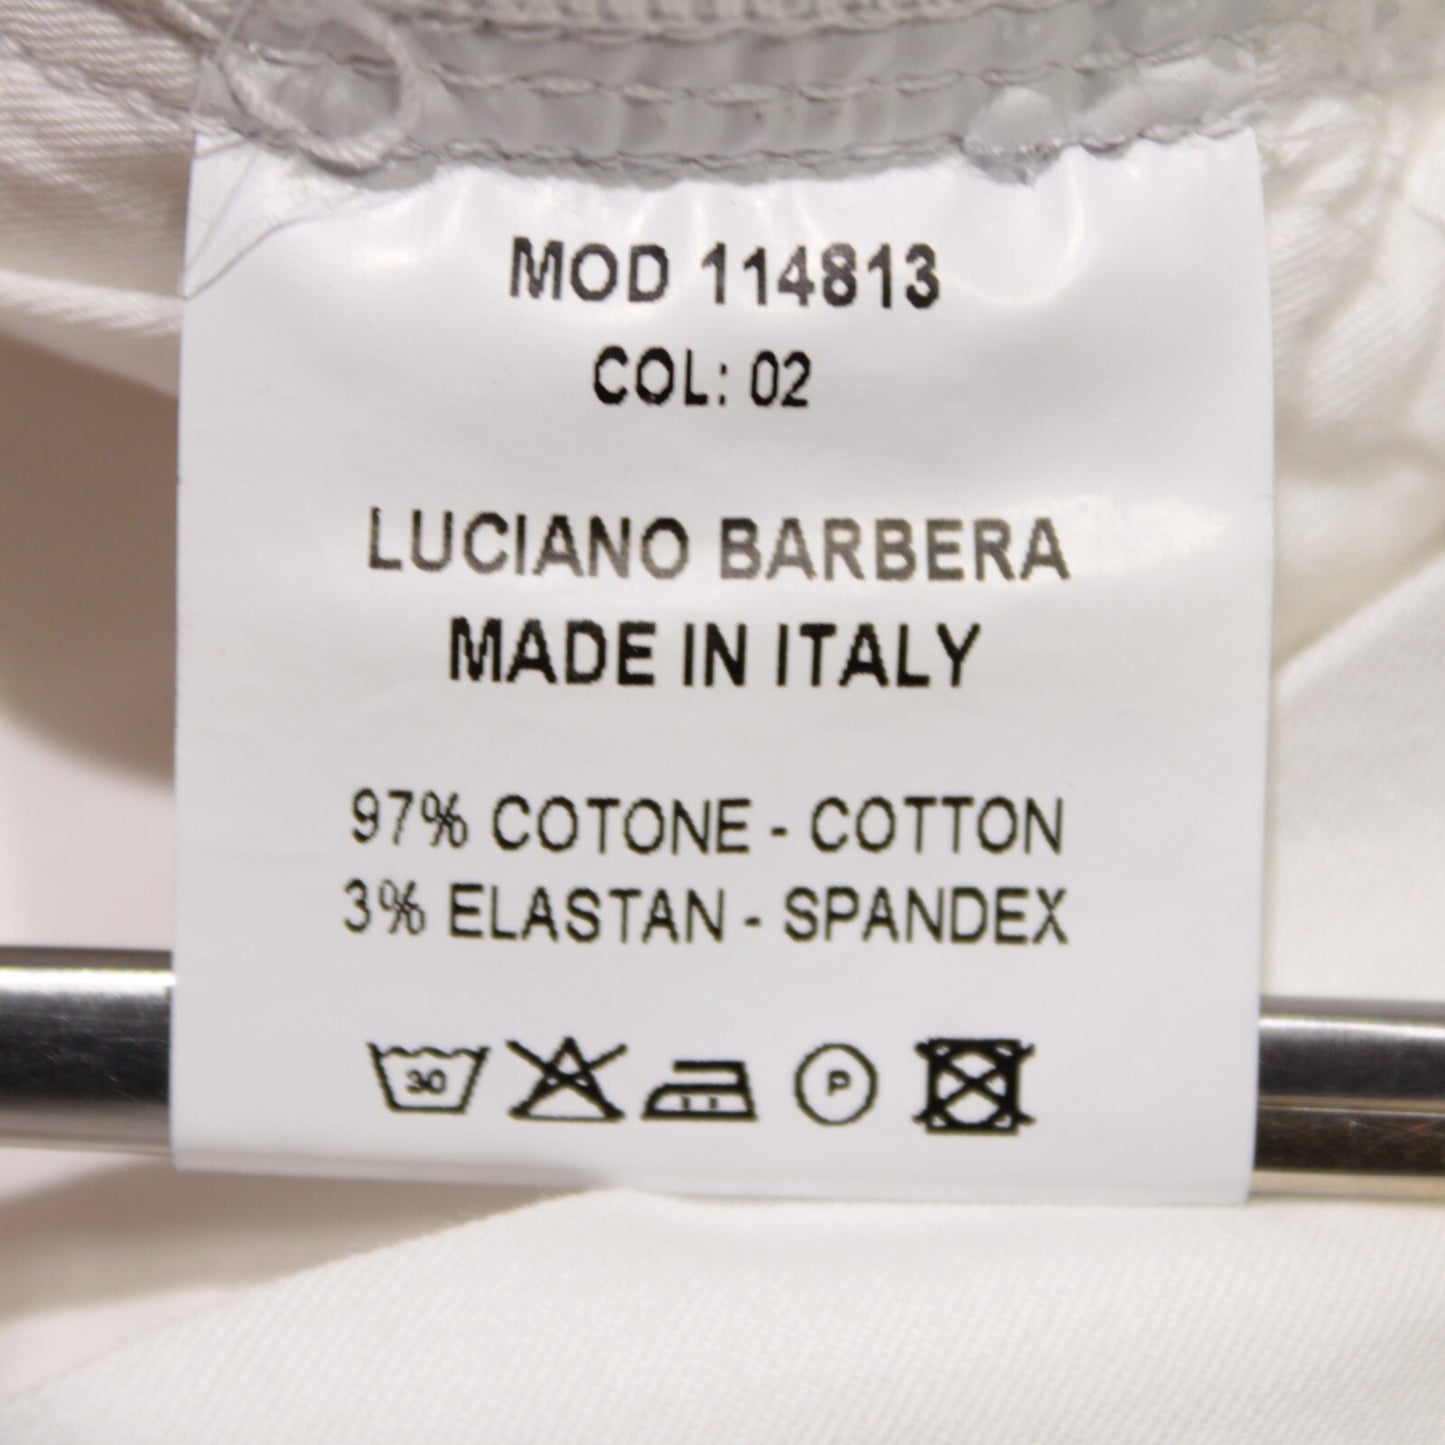 MOD 114813
COL: 02
LUCIANO BARBERA
MADE IN ITALY
97% COTONE - COTTON
3% ELASTAN - SPANDEX
30 P